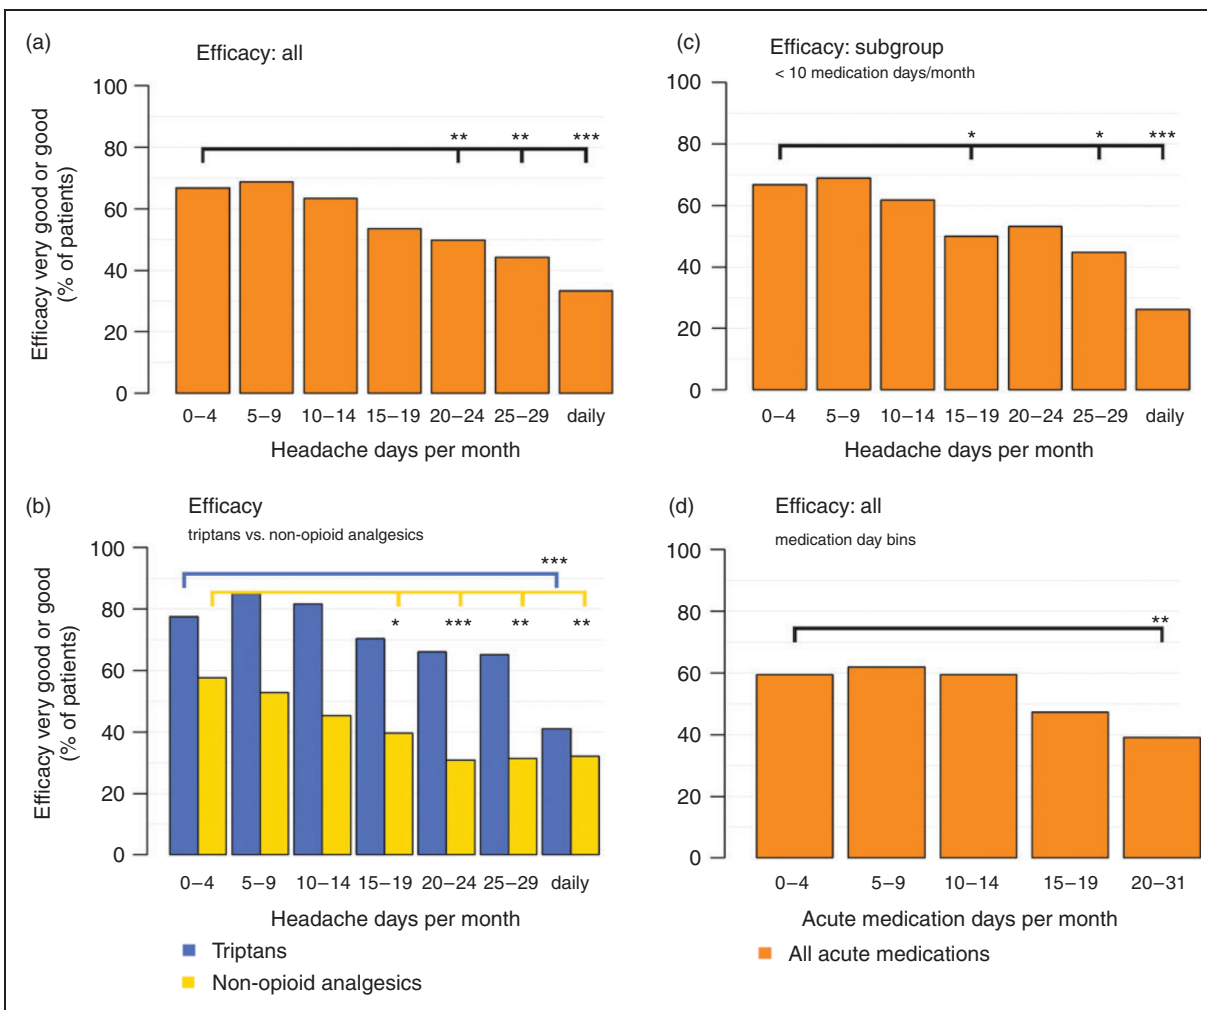 (a)
Efficacy: all
Efficacy very good or good
(% of patients)
100
80
60
40
20
0
** ** ***
0–4 5–9 10–14 15–19 20–24 25–29 daily
Headache days per month
(c)
Efficacy: subgroup
< 10 medication days/month
100
80
60
40
20
0
* * ***
0–4 5–9 10–14 15–19 20–24 25–29 daily
Headache days per month
(b)
Efficacy
triptans vs. non-opioid analgesics
Efficacy very good or good
(% of patients)
100
80
60
40
20
0
***
* *** ** **
0–4 5–9 10–14 15–19 20–24 25–29 daily
Headache days per month
Triptans
Non-opioid analgesics
(d)
Efficacy: all
medication day bins
100
80
60
40
20
0
**
0–4 5–9 10–14 15–19 20–31
Acute medication days per month
All acute medications